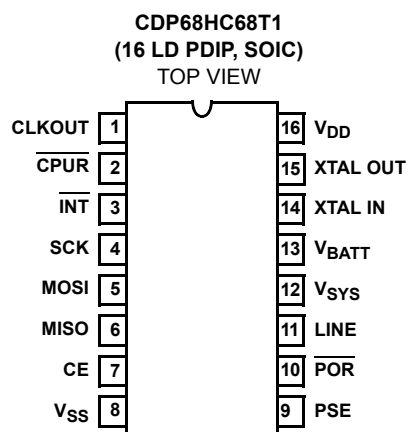 CDP68HC68T1
(16 LD PDIP, SOIC)
TOP VIEW
CLKOUT 1 16 VDD
CPUR 2 15 XTAL OUT
INT 3 14 XTAL IN
SCK 4 13 VBATT
MOSI 5 12 VSYS
MISO 6 11 LINE
CE 7 10 POR
VSS 8 9 PSE